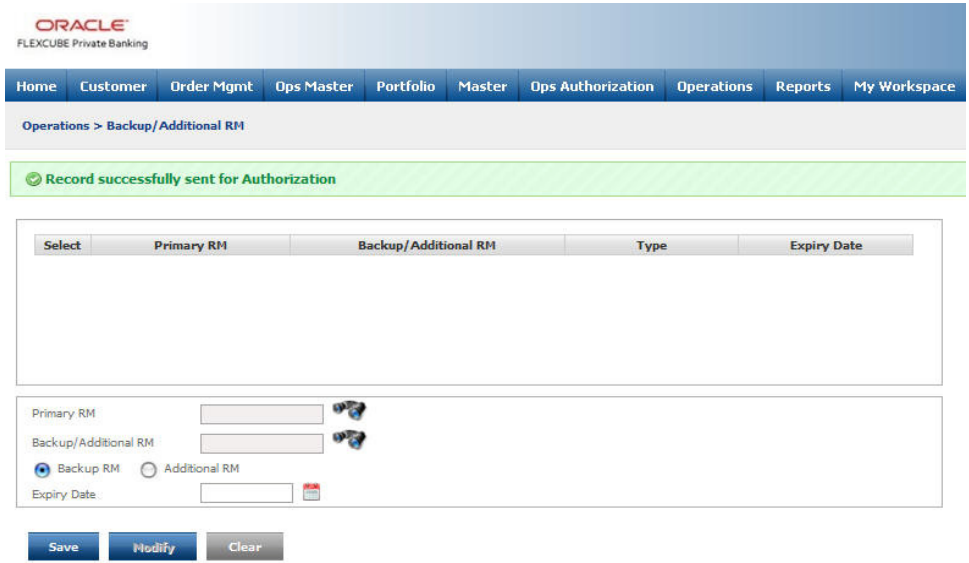 ORACLE
FLEXCUBE Private Banking
Home Customer Order Mgmt Ops Master Portfolio Master Ops Authorization Operations Reports My Workspace
Operations > Backup/Additional RM
Record successfully sent for Authorization
Select Primary RM Backup/Additional RM Type Expiry Date
Primary RM
Backup/Additional RM
Backup RM Additional RM
Expiry Date
Save Modify Clear